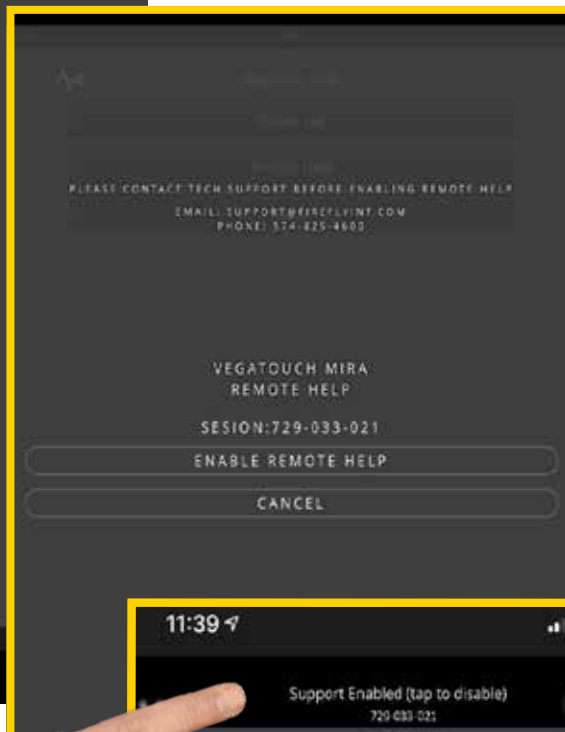 PLEASE CONTACT TECH SUPPORT BEFORE ENABLING REMOTE HELP
EMAIL: SUPPORT@FIREFLYINT.COM
PHONE: 574-825-4600
VEGATOUCH MIRA
REMOTE HELP
SESION:729-033-021
ENABLE REMOTE HELP
CANCEL
11:39
Support Enabled (tap to disable)
729-033-021